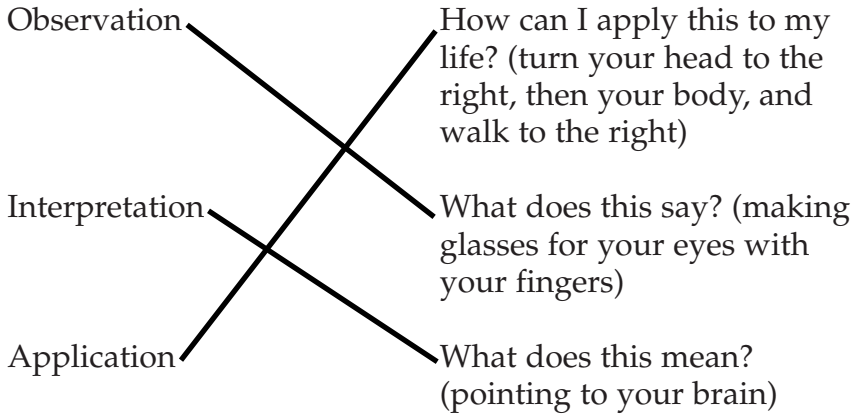 Observation
Interpretation
Application
How can I apply this to my
life? (turn your head to the
right, then your body, and
walk to the right)
What does this say? (making
glasses for your eyes with
your fingers)
What does this mean?
(pointing to your brain)